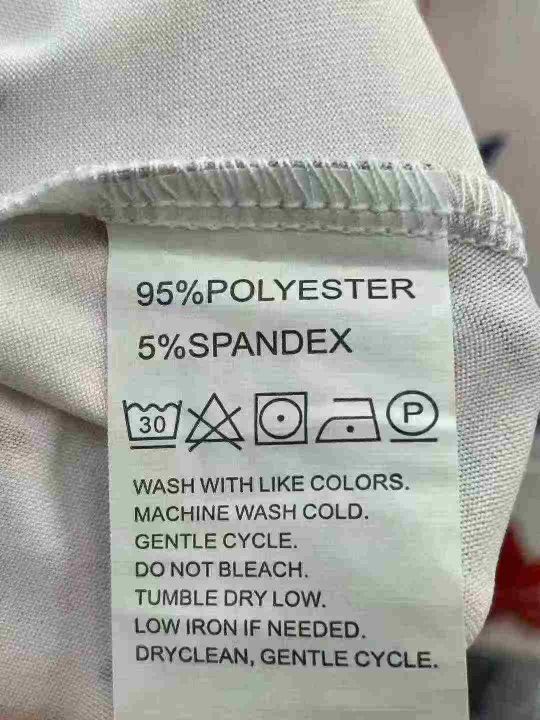 95%POLYESTER
5%SPANDEX
30 P
WASH WITH LIKE COLORS.
MACHINE WASH COLD.
GENTLE CYCLE.
DO NOT BLEACH.
TUMBLE DRY LOW.
LOW IRON IF NEEDED.
DRYCLEAN, GENTLE CYCLE.